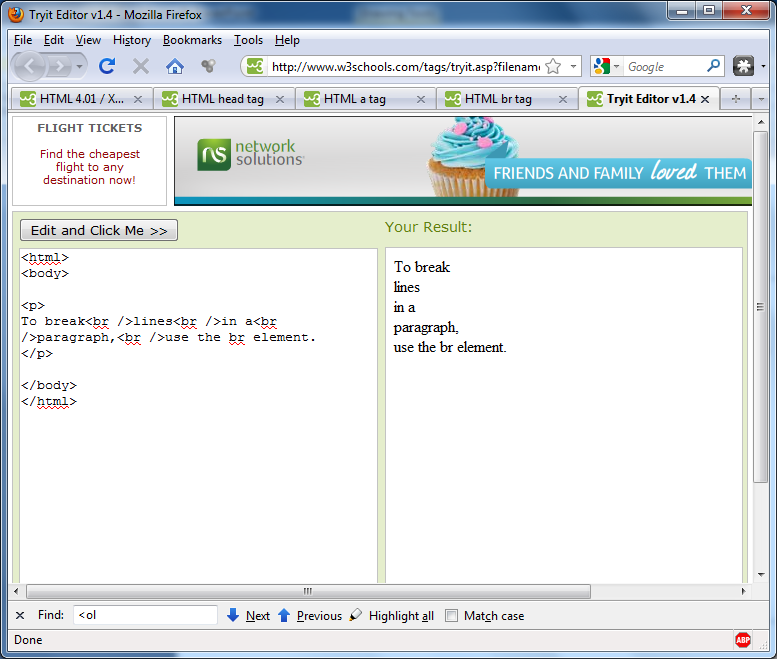 Tryit Editor v1.4 - Mozilla Firefox
File Edit View History Bookmarks Tools Help
http://www.w3schools.com/tags/tryit.asp?filename
Google
HTML 4.01 / X... HTML head tag HTML a tag HTML br tag Tryit Editor v1.4
FLIGHT TICKETS
Find the cheapest
flight to any
destination now!
ns network
solutions
FRIENDS AND FAMILY loved THEM
Edit and Click Me >>
Your Result:
<html>
<body>
<p>
To break<br />lines<br />in a<br
/>paragraph,<br />use the br element.
</p>
</body>
</html>
To break
lines
in a
paragraph,
use the br element.
Find: <ol Next Previous Highlight all Match case
Done
ABP